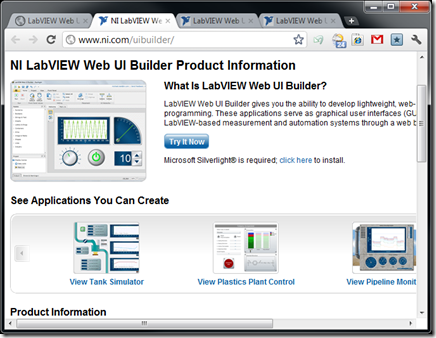 LabVIEW Web U
NI LabVIEW Web UI B
LabVIEW Web U
LabVIEW Web U
www.ni.com/uibuilder/
24
NI LabVIEW Web UI Builder Product Information
What Is LabVIEW Web UI Builder?
LabVIEW Web UI Builder gives you the ability to develop lightweight, web-
programming. These applications serve as graphical user interfaces (GU
LabVIEW-based measurement and automation systems through a web b
Try It Now
Microsoft Silverlight® is required; click here to install.
10
See Applications You Can Create
View Tank Simulator
View Plastics Plant Control
View Pipeline Monit
Product Information